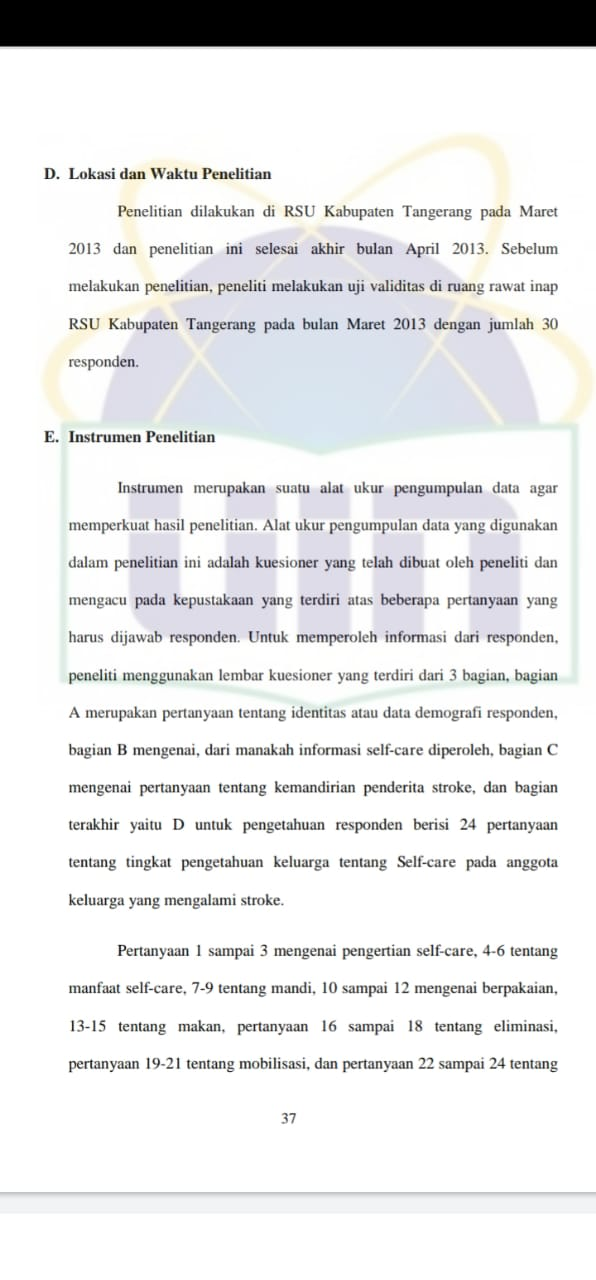 D. Lokasi dan Waktu Penelitian
Penelitian dilakukan di RSU Kabupaten Tangerang pada Maret
2013 dan penelitian ini selesai akhir bulan April 2013. Sebelum
melakukan penelitian, peneliti melakukan uji validitas di ruang rawat inap
RSU Kabupaten Tangerang pada bulan Maret 2013 dengan jumlah 30
responden.
E. Instrumen Penelitian
Instrumen merupakan suatu alat ukur pengumpulan data agar
memperkuat hasil penelitian. Alat ukur pengumpulan data yang digunakan
dalam penelitian ini adalah kuesioner yang telah dibuat oleh peneliti dan
mengacu pada kepustakaan yang terdiri atas beberapa pertanyaan yang
harus dijawab responden. Untuk memperoleh informasi dari responden,
peneliti menggunakan lembar kuesioner yang terdiri dari 3 bagian, bagian
A merupakan pertanyaan tentang identitas atau data demografi responden,
bagian B mengenai, dari manakah informasi self-care diperoleh, bagian C
mengenai pertanyaan tentang kemandirian penderita stroke, dan bagian
terakhir yaitu D untuk pengetahuan responden berisi 24 pertanyaan
tentang tingkat pengetahuan keluarga tentang Self-care pada anggota
keluarga yang mengalami stroke.
Pertanyaan 1 sampai 3 mengenai pengertian self-care, 4-6 tentang
manfaat self-care, 7-9 tentang mandi, 10 sampai 12 mengenai berpakaian,
13-15 tentang makan, pertanyaan 16 sampai 18 tentang eliminasi,
pertanyaan 19-21 tentang mobilisasi, dan pertanyaan 22 sampai 24 tentang
37
uin